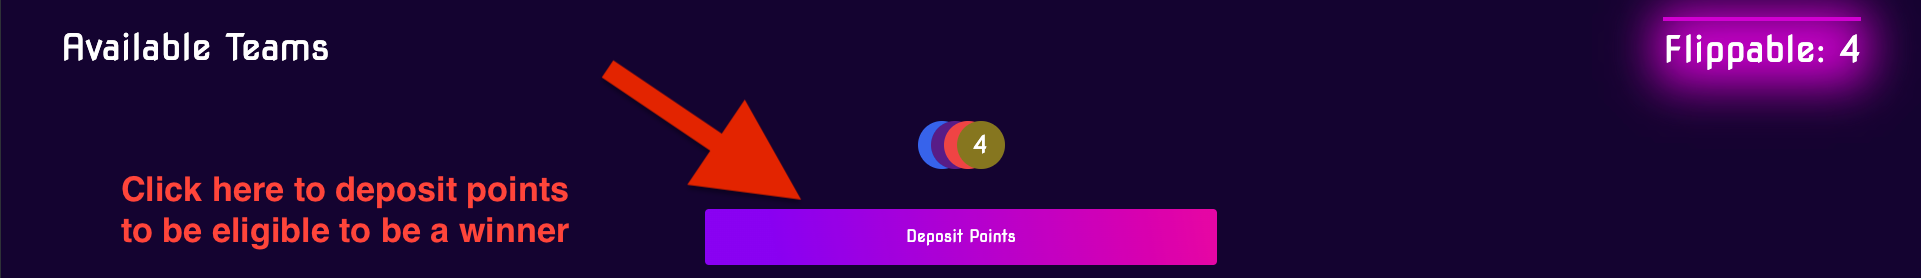 Available Teams
Flippable: 4
4
Click here to deposit points
to be eligible to be a winner
Deposit Points